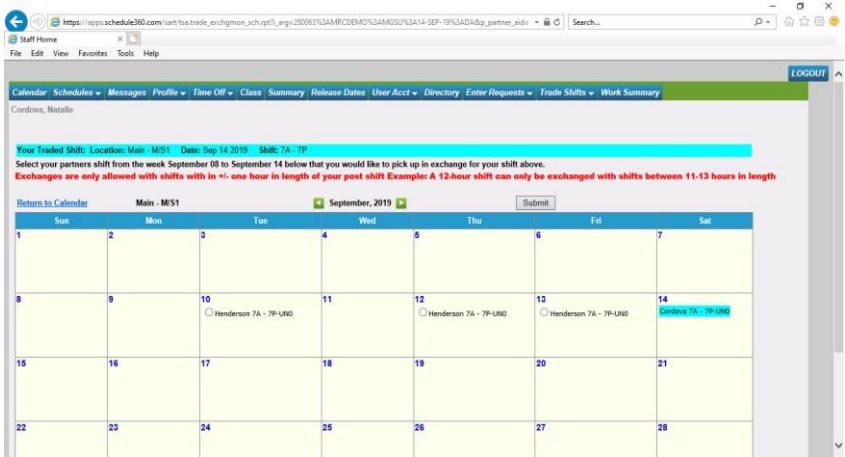 https://apps.schedule360.com/sart/tsa.trade_exchgmon_sch.rpt?i_arg=280063%3AMRCDEMO%3AMGSU%3A14-SEP-19%3ADA&p_partner_aid= Search...
Staff Home
File Edit View Favorites Tools Help
LOGOUT
Calendar Schedules Messages Profile Time Off Class Summary Release Dates User Acct Directory Enter Requests Trade Shifts Work Summary
Cordova, Natalie
Your Traded Shift: Location: Main - M/S1 Date: Sep 14 2019 Shift: 7A - 7P
Select your partners shift from the week September 08 to September 14 below that you would like to pick up in exchange for your shift above.
Exchanges are only allowed with shifts with in +/- one hour in length of your post shift Example: A 12-hour shift can only be exchanged with shifts between 11-13 hours in length
Return to Calendar Main - M/S1 September, 2019 Submit
Sun Mon Tue Wed Thu Fri Sat
1 2 3 4 5 6 7
8 9 10 11 12 13 14
Henderson 7A - 7P-UN0 Henderson 7A - 7P-UN0 Henderson 7A - 7P-UN0 Cordova 7A - 7P-UN0
15 16 17 18 19 20 21
22 23 24 25 26 27 28